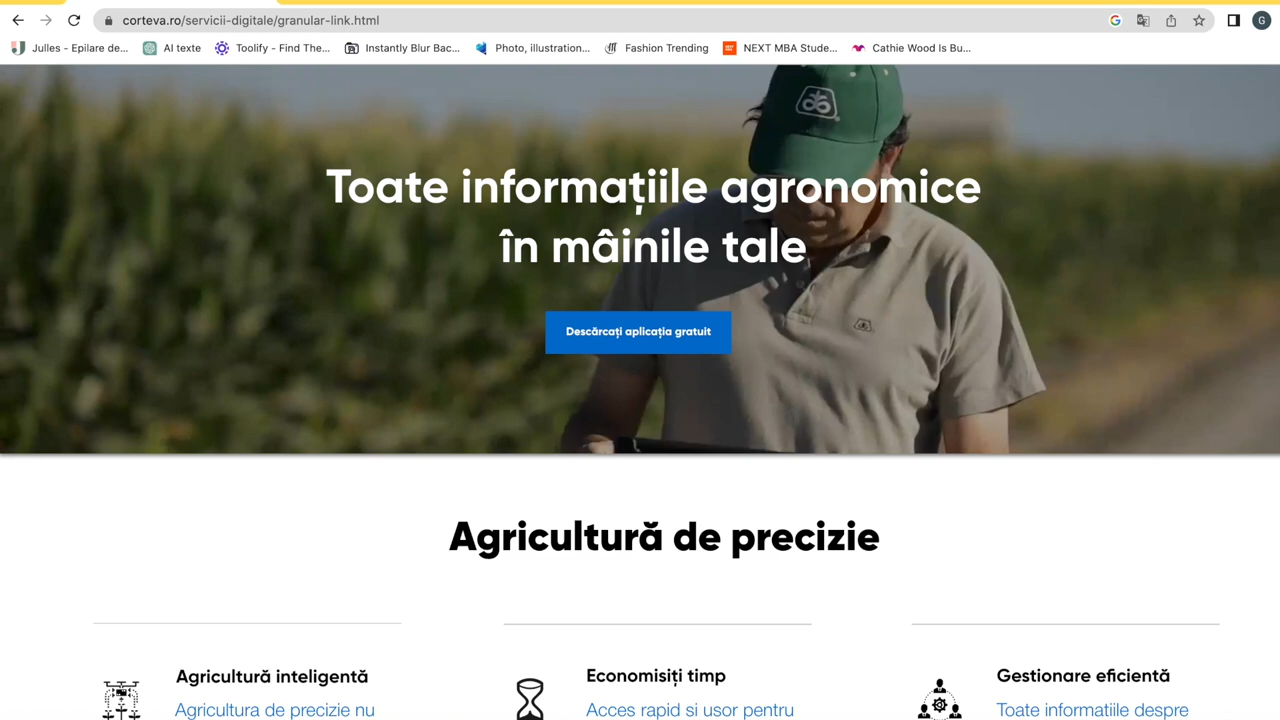 corteva.ro/servicii-digitale/granular-link.html
G
Julles - Epilare de...
AI texte
Toolify - Find The...
Instantly Blur Bac...
Photo, illustration...
Fashion Trending
NEXT MBA Stude...
Cathie Wood Is Bu...
Toate informațiile agronomice
în mâinile tale
Descărcați aplicația gratuit
Agricultură de precizie
Agricultură inteligentă
Agricultura de precizie nu
Economisiți timp
Acces rapid si usor pentru
Gestionare eficientă
Toate informatiile despre